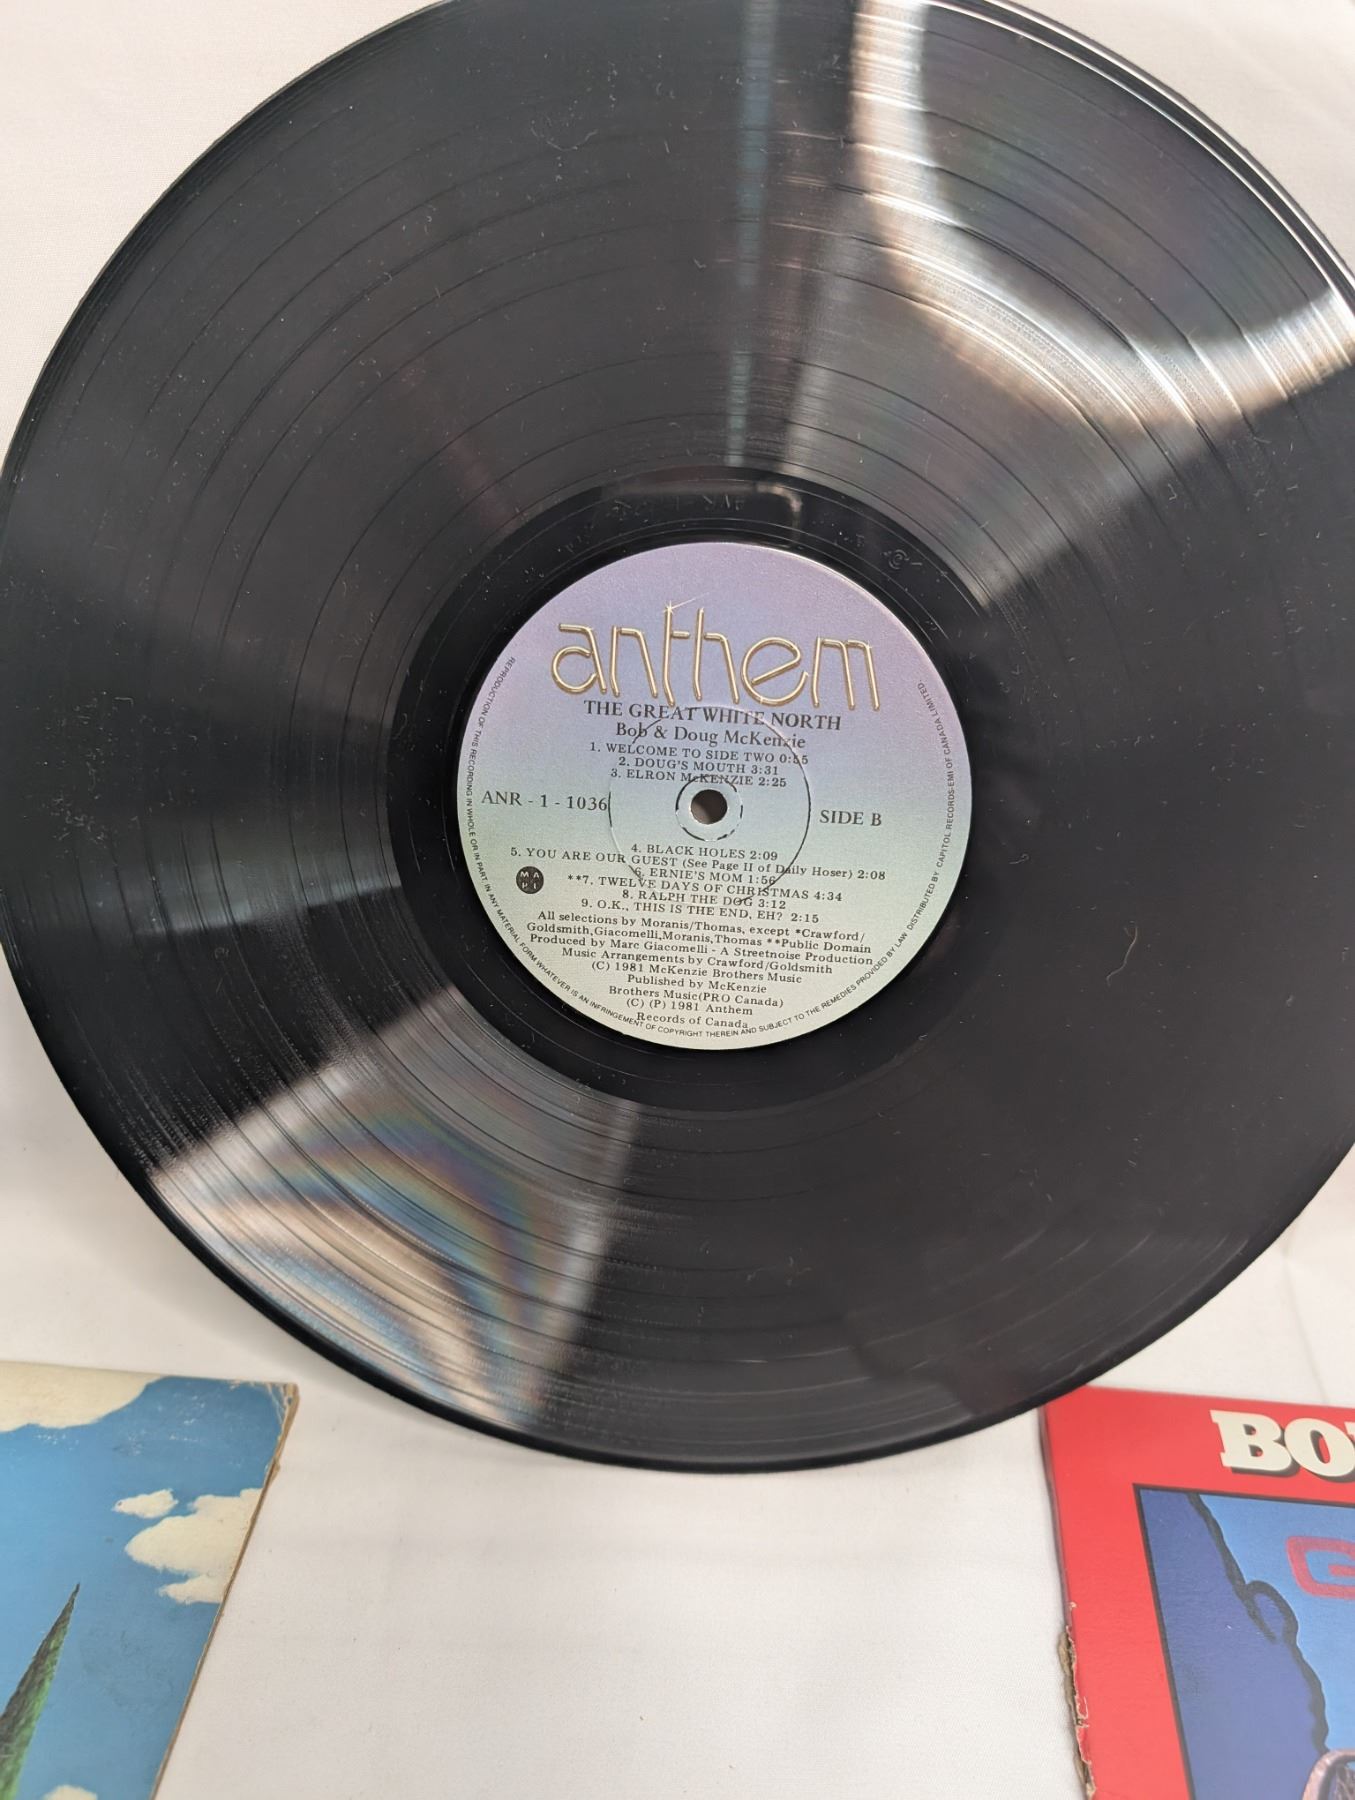 anthem
THE GREAT WHITE NORTH
Bob & Doug McKenzie
1. WELCOME TO SIDE TWO 0:55
2. DOUG'S MOUTH 3:31
3. ELRON McKENZIE 2:25
ANR - 1 - 1036
SIDE B
4. BLACK HOLES 2:09
5. YOU ARE OUR GUEST (See Page II of Daily Hoser) 2:08
6. ERNIE'S MOM 1:56
**7. TWELVE DAYS OF CHRISTMAS 4:34
8. RALPH THE DOG 3:12
9. O.K., THIS IS THE END, EH? 2:15
MAPL
All selections by Moranis/Thomas, except *Crawford/
Goldsmith,Giacomelli,Moranis,Thomas **Public Domain
Produced by Marc Giacomelli - A Streetnoise Production
Music Arrangements by Crawford/Goldsmith
(C) 1981 McKenzie Brothers Music
Published by McKenzie
Brothers Music(PRO Canada)
(C) (P) 1981 Anthem
Records of Canada
REPRODUCTION OF THIS RECORDING IN WHOLE OR IN PART, IN ANY MATERIAL FORM WHATEVER IS AN INFRINGEMENT OF COPYRIGHT THEREIN AND SUBJECT TO THE REMEDIES PROVIDED BY LAW. DISTRIBUTED BY CAPITOL RECORDS-EMI OF CANADA LIMITED.
BO
G